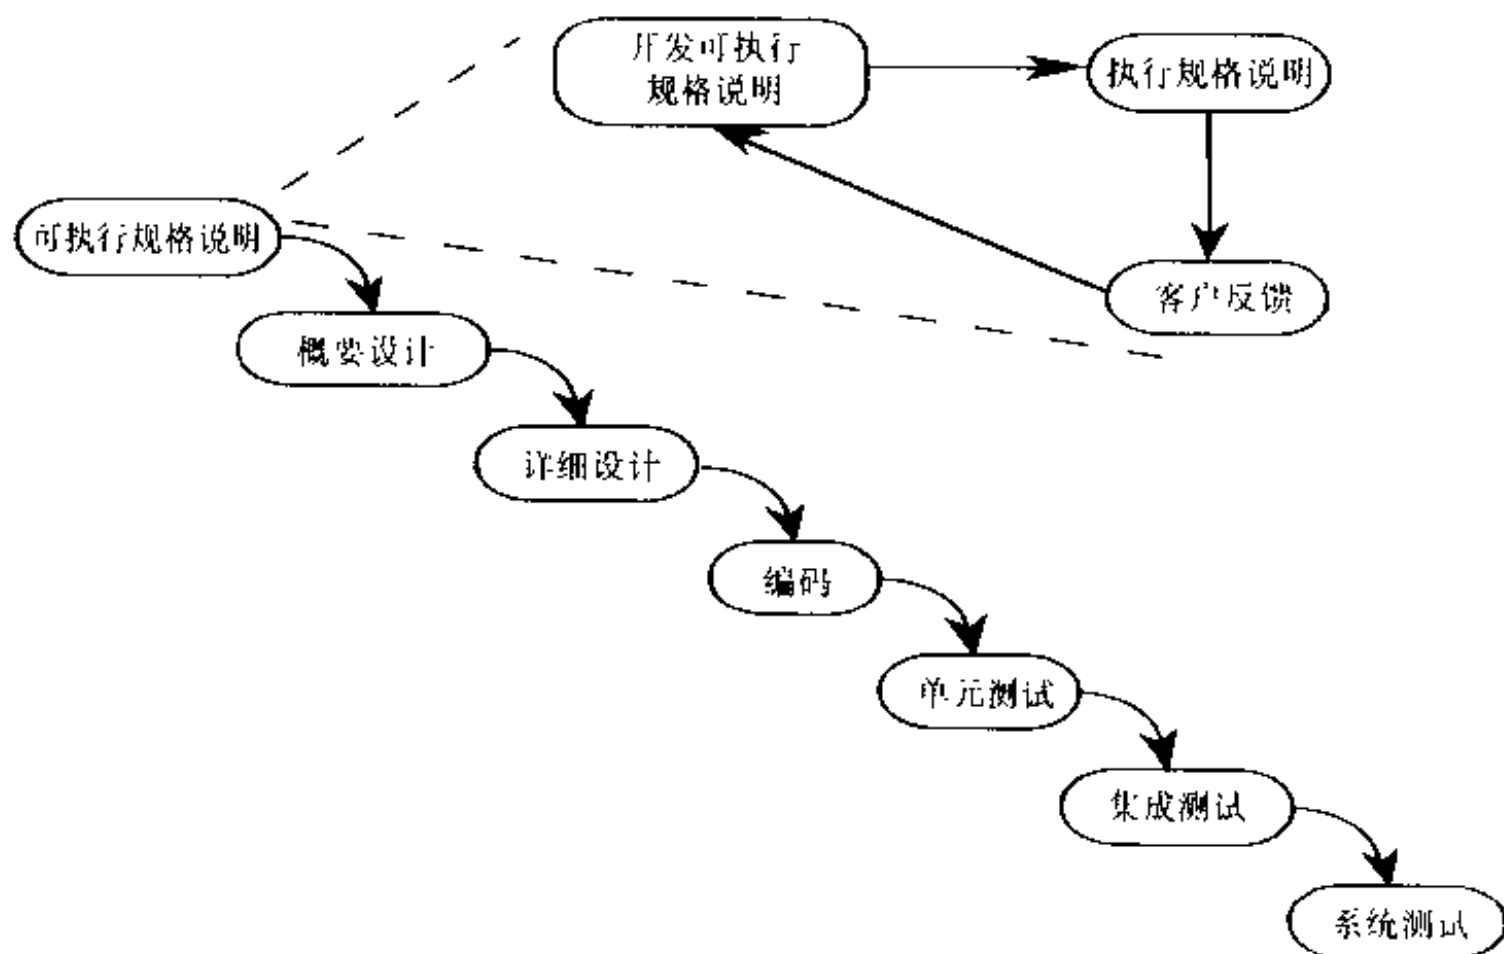 开发可执行
规格说明
执行规格说明
可执行规格说明
客户反馈
概要设计
详细设计
编码
单元测试
集成测试
系统测试